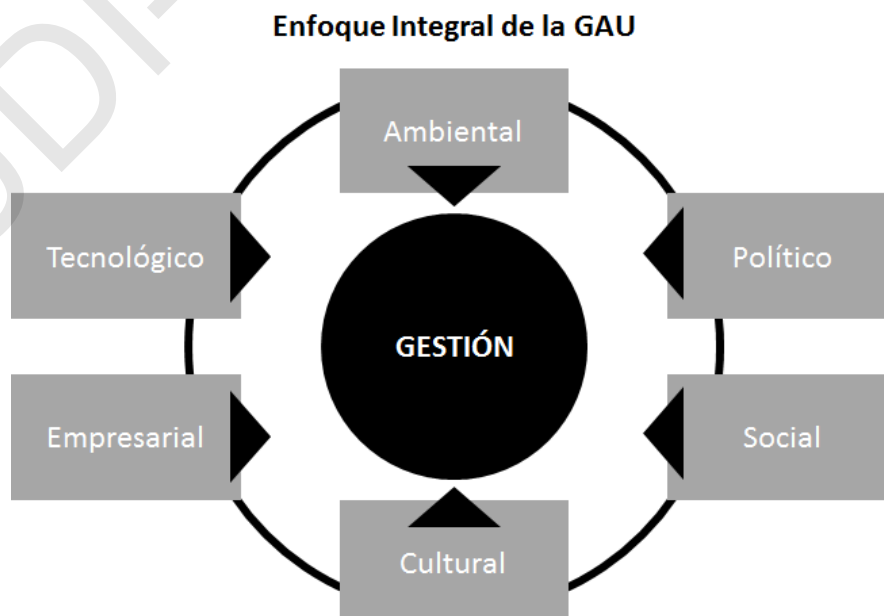 Enfoque Integral de la GAU
Ambiental
Tecnológico
Político
GESTIÓN
Empresarial
Social
Cultural